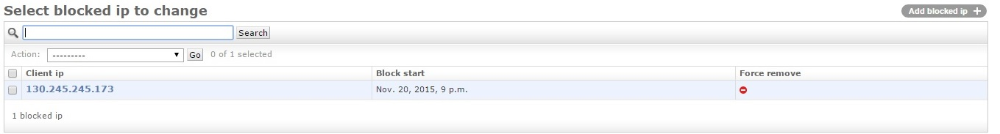 Select blocked ip to change
Add blocked ip +
Search
Action: --------- Go 0 of 1 selected
Client ip Block start Force remove
130.245.245.173 Nov. 20, 2015, 9 p.m.
1 blocked ip